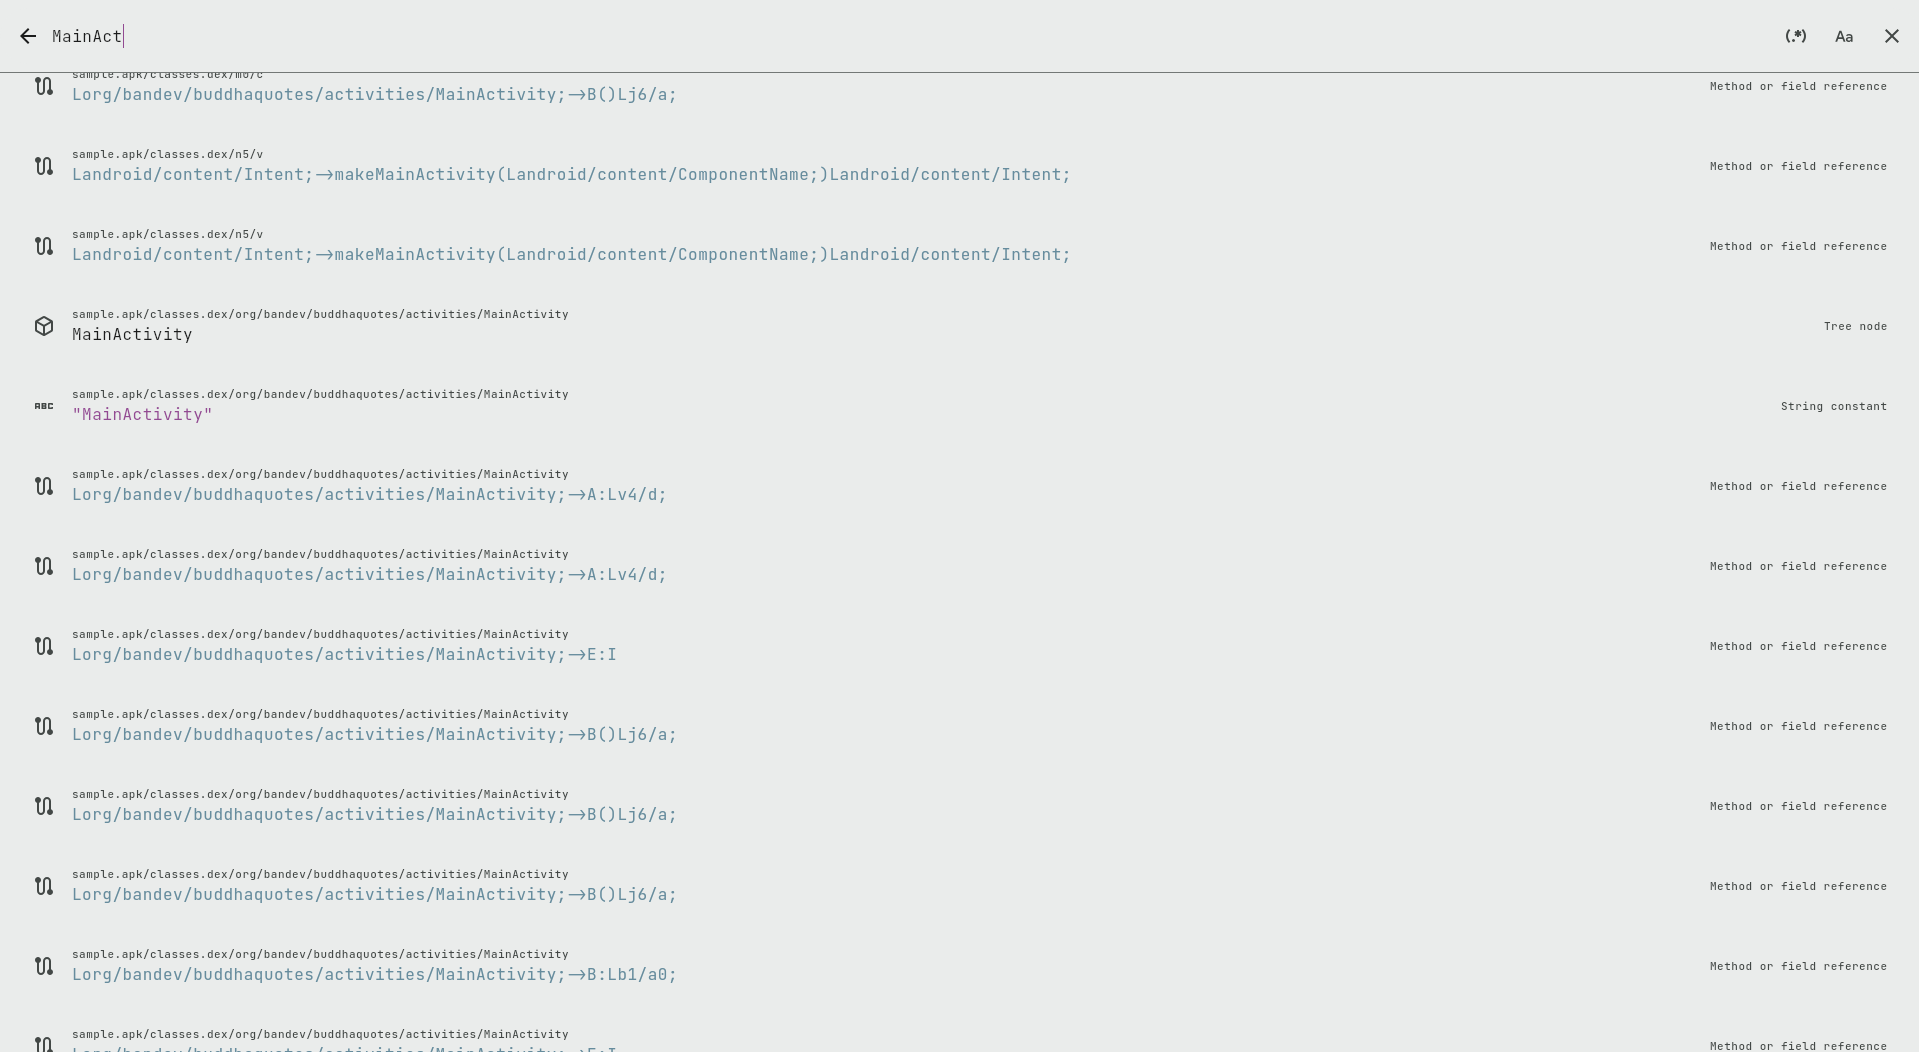 MainAct
(.*)
Aa
sample.apk/classes.dex/m0/c
Lorg/bandev/buddhaquotes/activities/MainActivity;->B()Lj6/a;
Method or field reference
sample.apk/classes.dex/n5/v
Landroid/content/Intent;->makeMainActivity(Landroid/content/ComponentName;)Landroid/content/Intent;
Method or field reference
sample.apk/classes.dex/n5/v
Landroid/content/Intent;->makeMainActivity(Landroid/content/ComponentName;)Landroid/content/Intent;
Method or field reference
sample.apk/classes.dex/org/bandev/buddhaquotes/activities/MainActivity
MainActivity
Tree node
ABC
sample.apk/classes.dex/org/bandev/buddhaquotes/activities/MainActivity
"MainActivity"
String constant
sample.apk/classes.dex/org/bandev/buddhaquotes/activities/MainActivity
Lorg/bandev/buddhaquotes/activities/MainActivity;->A:Lv4/d;
Method or field reference
sample.apk/classes.dex/org/bandev/buddhaquotes/activities/MainActivity
Lorg/bandev/buddhaquotes/activities/MainActivity;->A:Lv4/d;
Method or field reference
sample.apk/classes.dex/org/bandev/buddhaquotes/activities/MainActivity
Lorg/bandev/buddhaquotes/activities/MainActivity;->E:I
Method or field reference
sample.apk/classes.dex/org/bandev/buddhaquotes/activities/MainActivity
Lorg/bandev/buddhaquotes/activities/MainActivity;->B()Lj6/a;
Method or field reference
sample.apk/classes.dex/org/bandev/buddhaquotes/activities/MainActivity
Lorg/bandev/buddhaquotes/activities/MainActivity;->B()Lj6/a;
Method or field reference
sample.apk/classes.dex/org/bandev/buddhaquotes/activities/MainActivity
Lorg/bandev/buddhaquotes/activities/MainActivity;->B()Lj6/a;
Method or field reference
sample.apk/classes.dex/org/bandev/buddhaquotes/activities/MainActivity
Lorg/bandev/buddhaquotes/activities/MainActivity;->B:Lb1/a0;
Method or field reference
sample.apk/classes.dex/org/bandev/buddhaquotes/activities/MainActivity
Lorg/bandev/buddhaquotes/activities/MainActivity;->E:I
Method or field reference